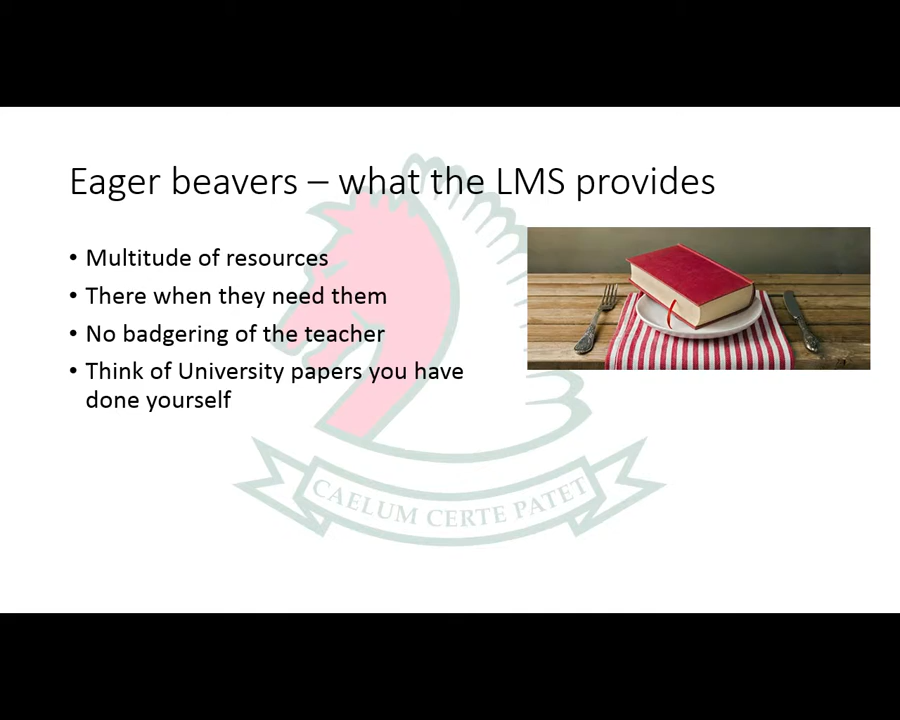 Eager beavers – what the LMS provides
• Multitude of resources
• There when they need them
• No badgering of the teacher
• Think of University papers you have
done yourself
CAELUM CERTE PATET